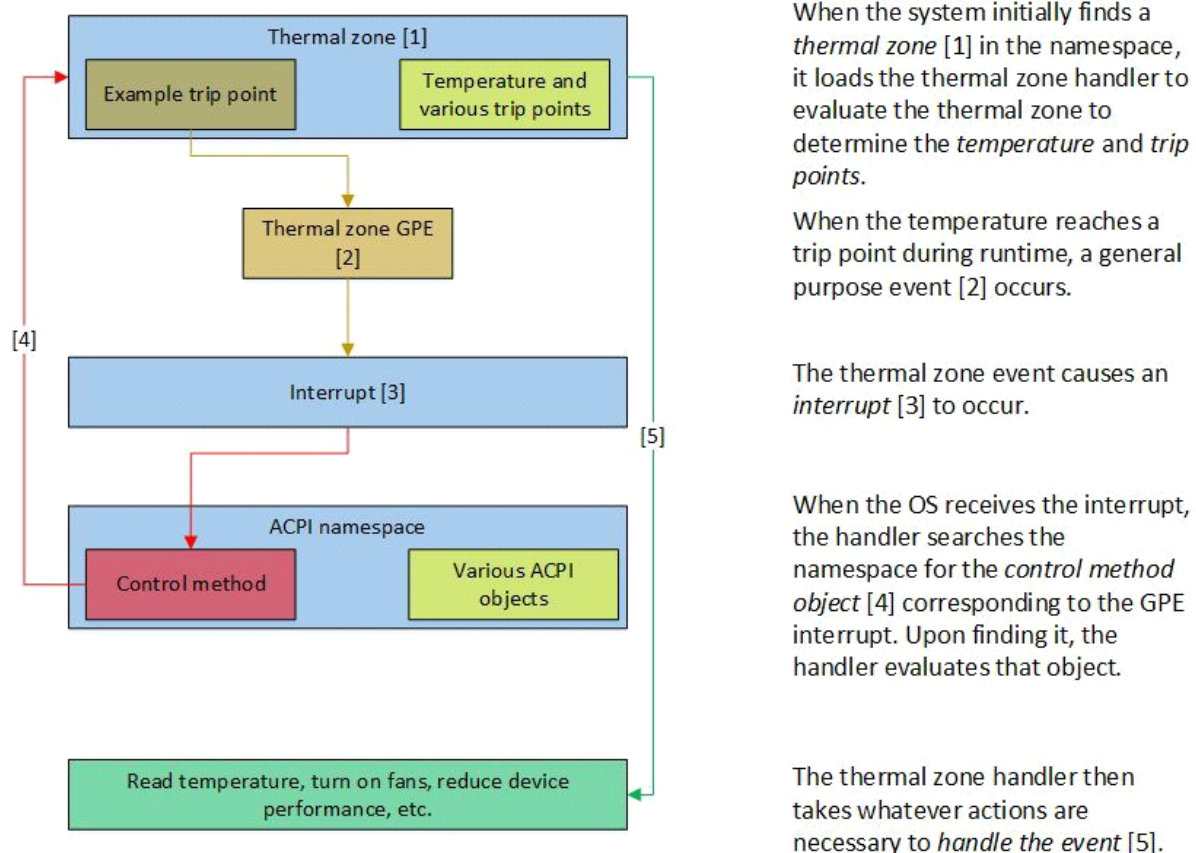 Thermal zone [1]
Example trip point
Temperature and
various trip points
Thermal zone GPE
[2]
[4]
Interrupt [3]
[5]
ACPI namespace
Control method
Various ACPI
objects
Read temperature, turn on fans, reduce device
performance, etc.
When the system initially finds a
thermal zone [1] in the namespace,
it loads the thermal zone handler to
evaluate the thermal zone to
determine the temperature and trip
points.
When the temperature reaches a
trip point during runtime, a general
purpose event [2] occurs.
The thermal zone event causes an
interrupt [3] to occur.
When the OS receives the interrupt,
the handler searches the
namespace for the control method
object [4] corresponding to the GPE
interrupt. Upon finding it, the
handler evaluates that object.
The thermal zone handler then
takes whatever actions are
necessary to handle the event [5].